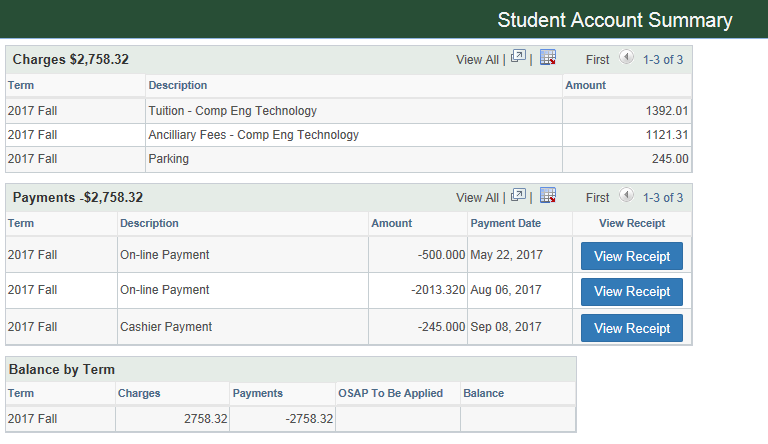 Student Account Summary
Charges $2,758.32 View All | | First 1-3 of 3
Term Description Amount
2017 Fall Tuition - Comp Eng Technology 1392.01
2017 Fall Ancilliary Fees - Comp Eng Technology 1121.31
2017 Fall Parking 245.00
Payments -$2,758.32 View All | | First 1-3 of 3
Term Description Amount Payment Date View Receipt
2017 Fall On-line Payment -500.000 May 22, 2017 View Receipt
2017 Fall On-line Payment -2013.320 Aug 06, 2017 View Receipt
2017 Fall Cashier Payment -245.000 Sep 08, 2017 View Receipt
Balance by Term
Term Charges Payments OSAP To Be Applied Balance
2017 Fall 2758.32 -2758.32